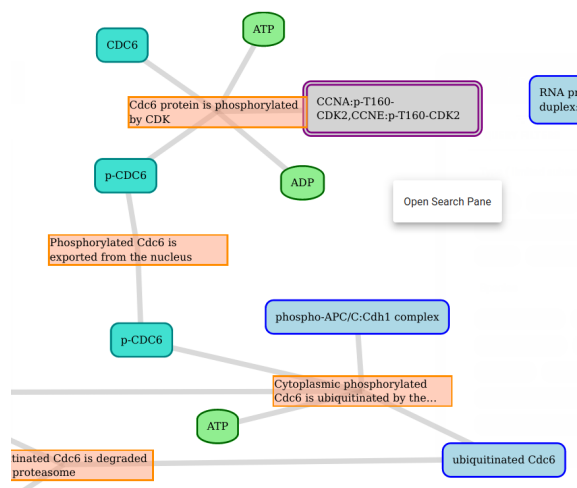 ATP
CDC6
RNA
duplex:
Cdc6 protein is phosphorylated
by CDK
CCNA:p-T160-
CDK2,CCNE:p-T160-CDK2
p-CDC6
ADP
Open Search Pane
Phosphorylated Cdc6 is
exported from the nucleus
phospho-APC/C:Cdh1 complex
p-CDC6
Cytoplasmic phosphorylated
Cdc6 is ubiquitinated by the...
ATP
Cdc6 is degraded
proteasome
ubiquitinated Cdc6